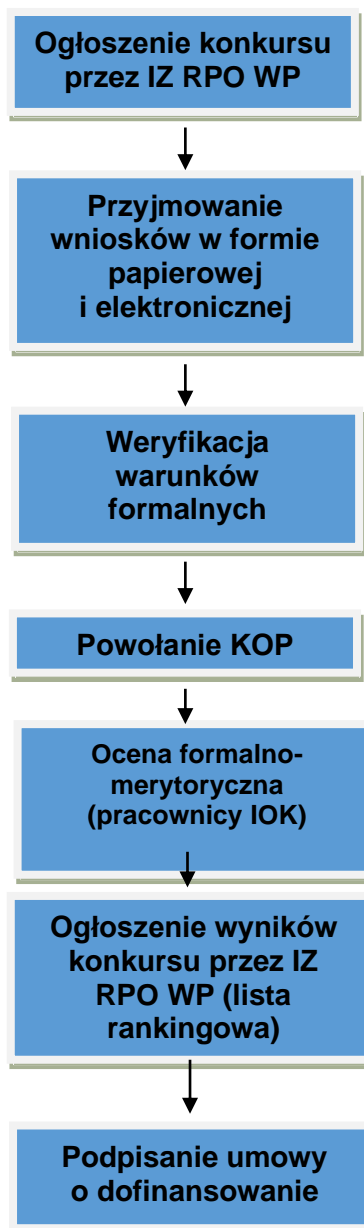 Ogłoszenie konkursu
przez IZ RPO WP
Przyjmowanie
wniosków w formie
papierowej
i elektronicznej
Weryfikacja
warunków
formalnych
Powołanie KOP
Ocena formalno-
merytoryczna
(pracownicy IOK)
Ogłoszenie wyników
konkursu przez IZ
RPO WP (lista
rankingowa)
Podpisanie umowy
o dofinansowanie